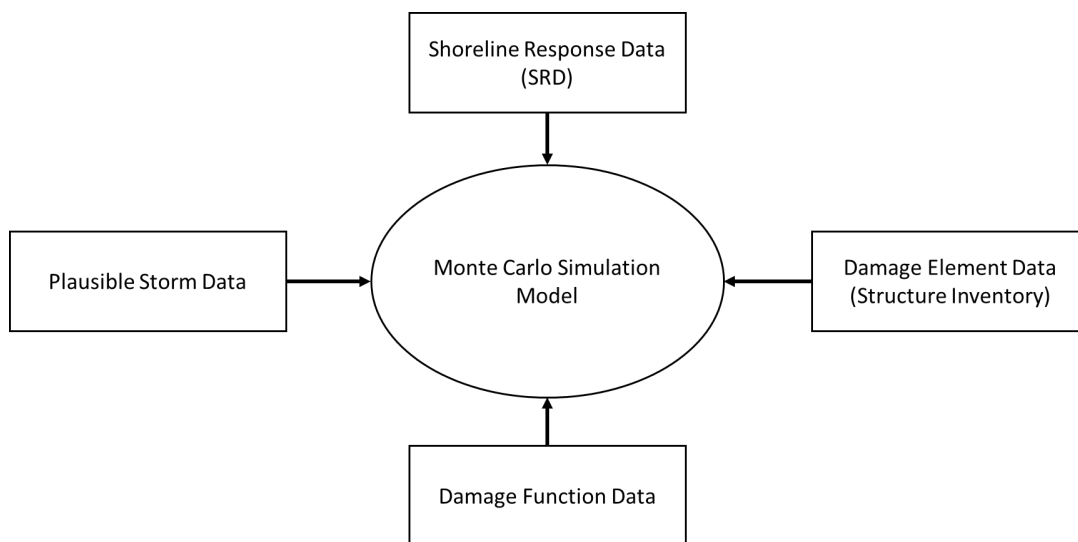 Shoreline Response Data
(SRD)
Plausible Storm Data
Monte Carlo Simulation
Model
Damage Element Data
(Structure Inventory)
Damage Function Data